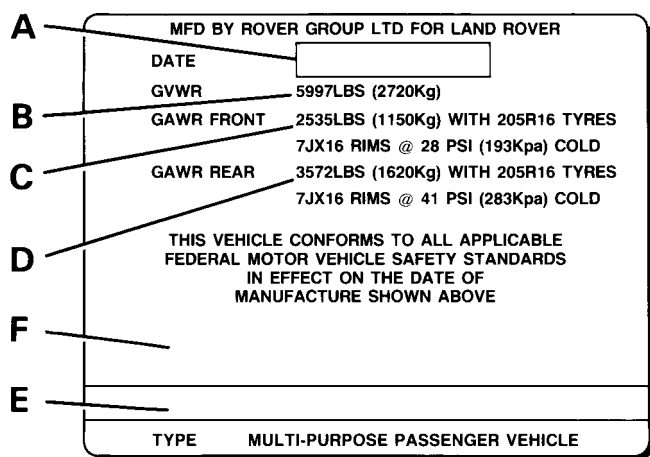 MFD BY ROVER GROUP LTD FOR LAND ROVER
A
DATE
B
GVWR 5997LBS (2720Kg)
GAWR FRONT 2535LBS (1150Kg) WITH 205R16 TYRES
7JX16 RIMS @ 28 PSI (193Kpa) COLD
C
GAWR REAR 3572LBS (1620Kg) WITH 205R16 TYRES
7JX16 RIMS @ 41 PSI (283Kpa) COLD
D
THIS VEHICLE CONFORMS TO ALL APPLICABLE
FEDERAL MOTOR VEHICLE SAFETY STANDARDS
IN EFFECT ON THE DATE OF
MANUFACTURE SHOWN ABOVE
F
E
TYPE MULTI-PURPOSE PASSENGER VEHICLE